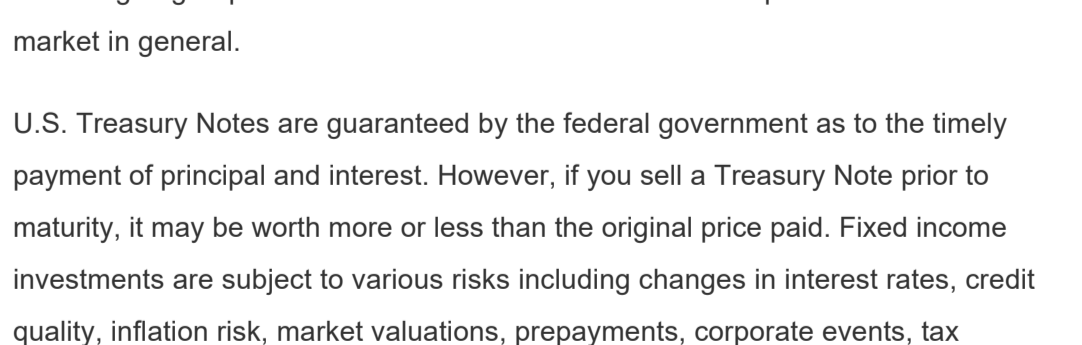 market in general.
U.S. Treasury Notes are guaranteed by the federal government as to the timely
payment of principal and interest. However, if you sell a Treasury Note prior to
maturity, it may be worth more or less than the original price paid. Fixed income
investments are subject to various risks including changes in interest rates, credit
quality, inflation risk, market valuations, prepayments, corporate events, tax